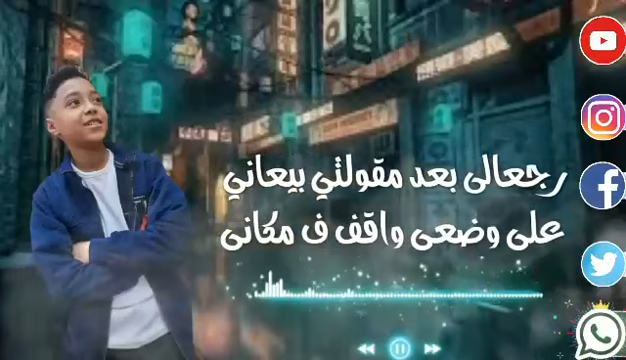 رجعالى بعد مقولتي بيعاني
على وضعى واقف ف مكانى